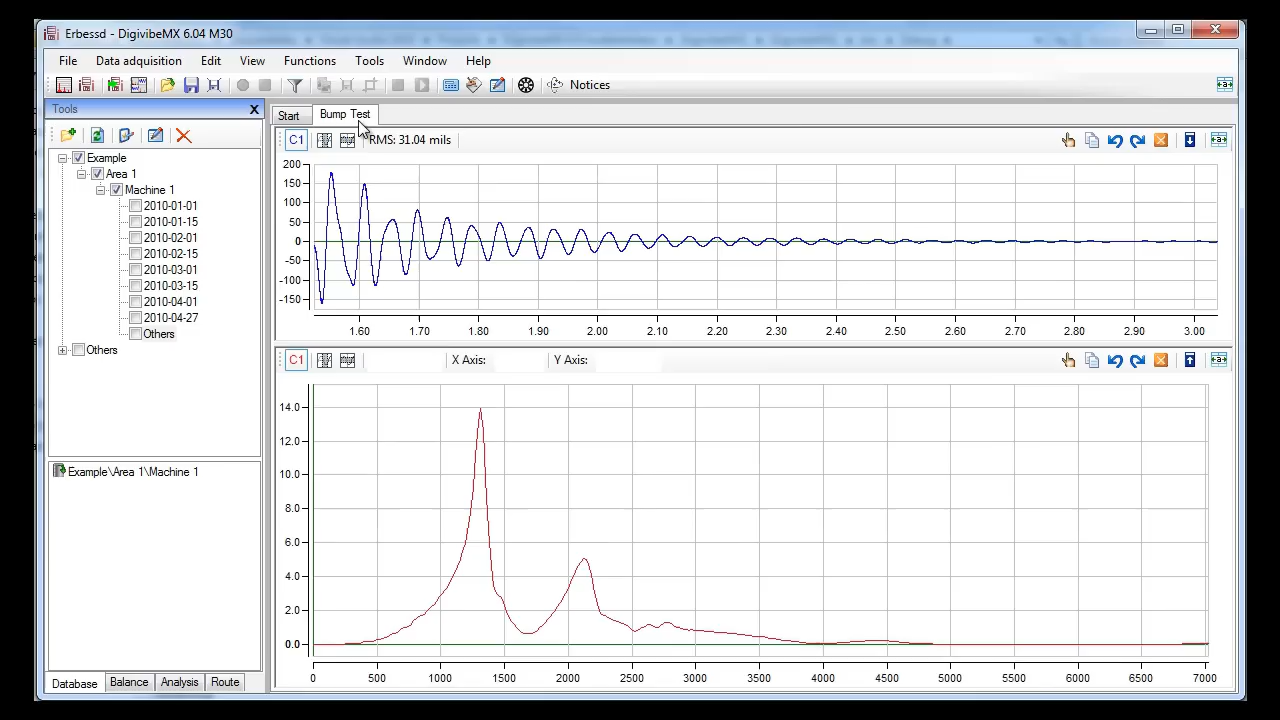 Erbessd - DigivibeMX 6.04 M30
File Data adquisition Edit View Functions Tools Window Help
Notices
Tools X
Start Bump Test
Example
Area 1
Machine 1
2010-01-01
2010-01-15
2010-02-01
2010-02-15
2010-03-01
2010-03-15
2010-04-01
2010-04-27
Others
Others
Example\Area 1\Machine 1
Database Balance Analysis Route
C1 RMS: 31.04 mils
200
150
100
50
0
-50
-100
-150
1.60 1.70 1.80 1.90 2.00 2.10 2.20 2.30 2.40 2.50 2.60 2.70 2.80 2.90 3.00
C1 X Axis: Y Axis:
14.0
12.0
10.0
8.0
6.0
4.0
2.0
0.0
0 500 1000 1500 2000 2500 3000 3500 4000 4500 5000 5500 6000 6500 7000